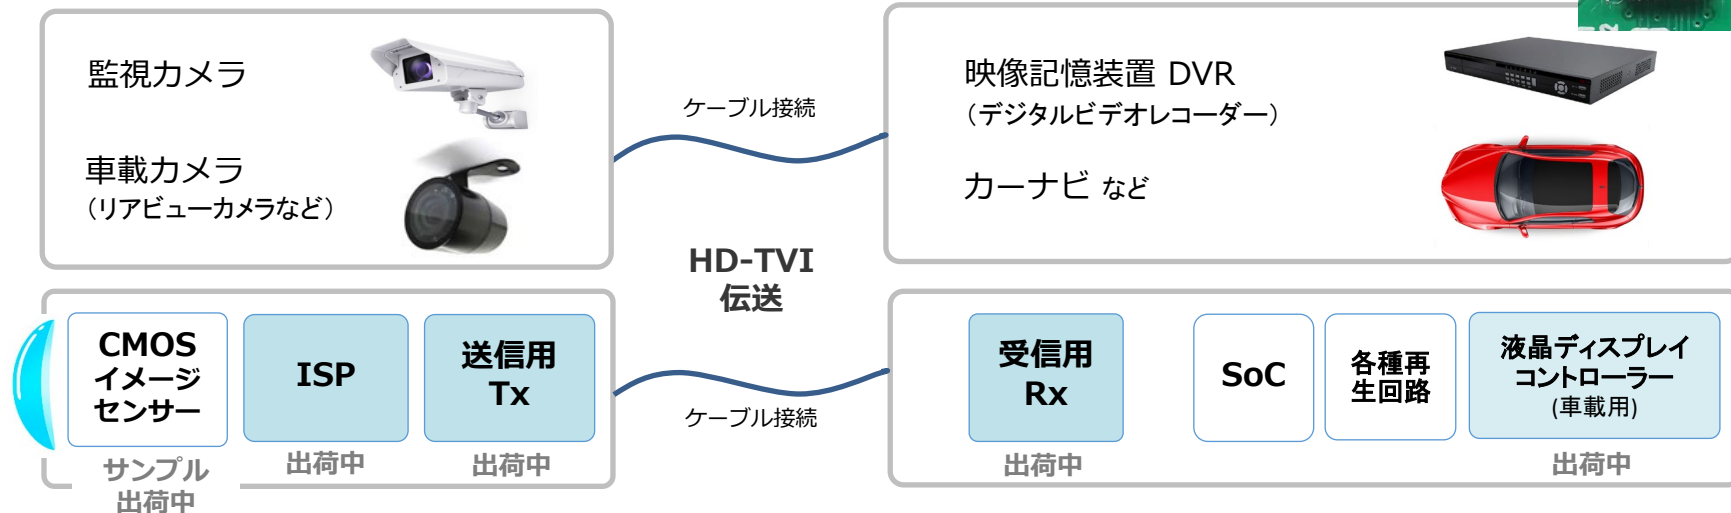 監視カメラ
車載カメラ
（リアビューカメラなど）
ケーブル接続
映像記憶装置 DVR
（デジタルビデオレコーダー）
カーナビ など
HD-TVI
伝送
CMOS
イメージ
センサー
サンプル
出荷中
ISP
出荷中
送信用
Tx
出荷中
ケーブル接続
受信用
Rx
出荷中
SoC
各種再
生回路
液晶ディスプレイ
コントローラー
(車載用)
出荷中